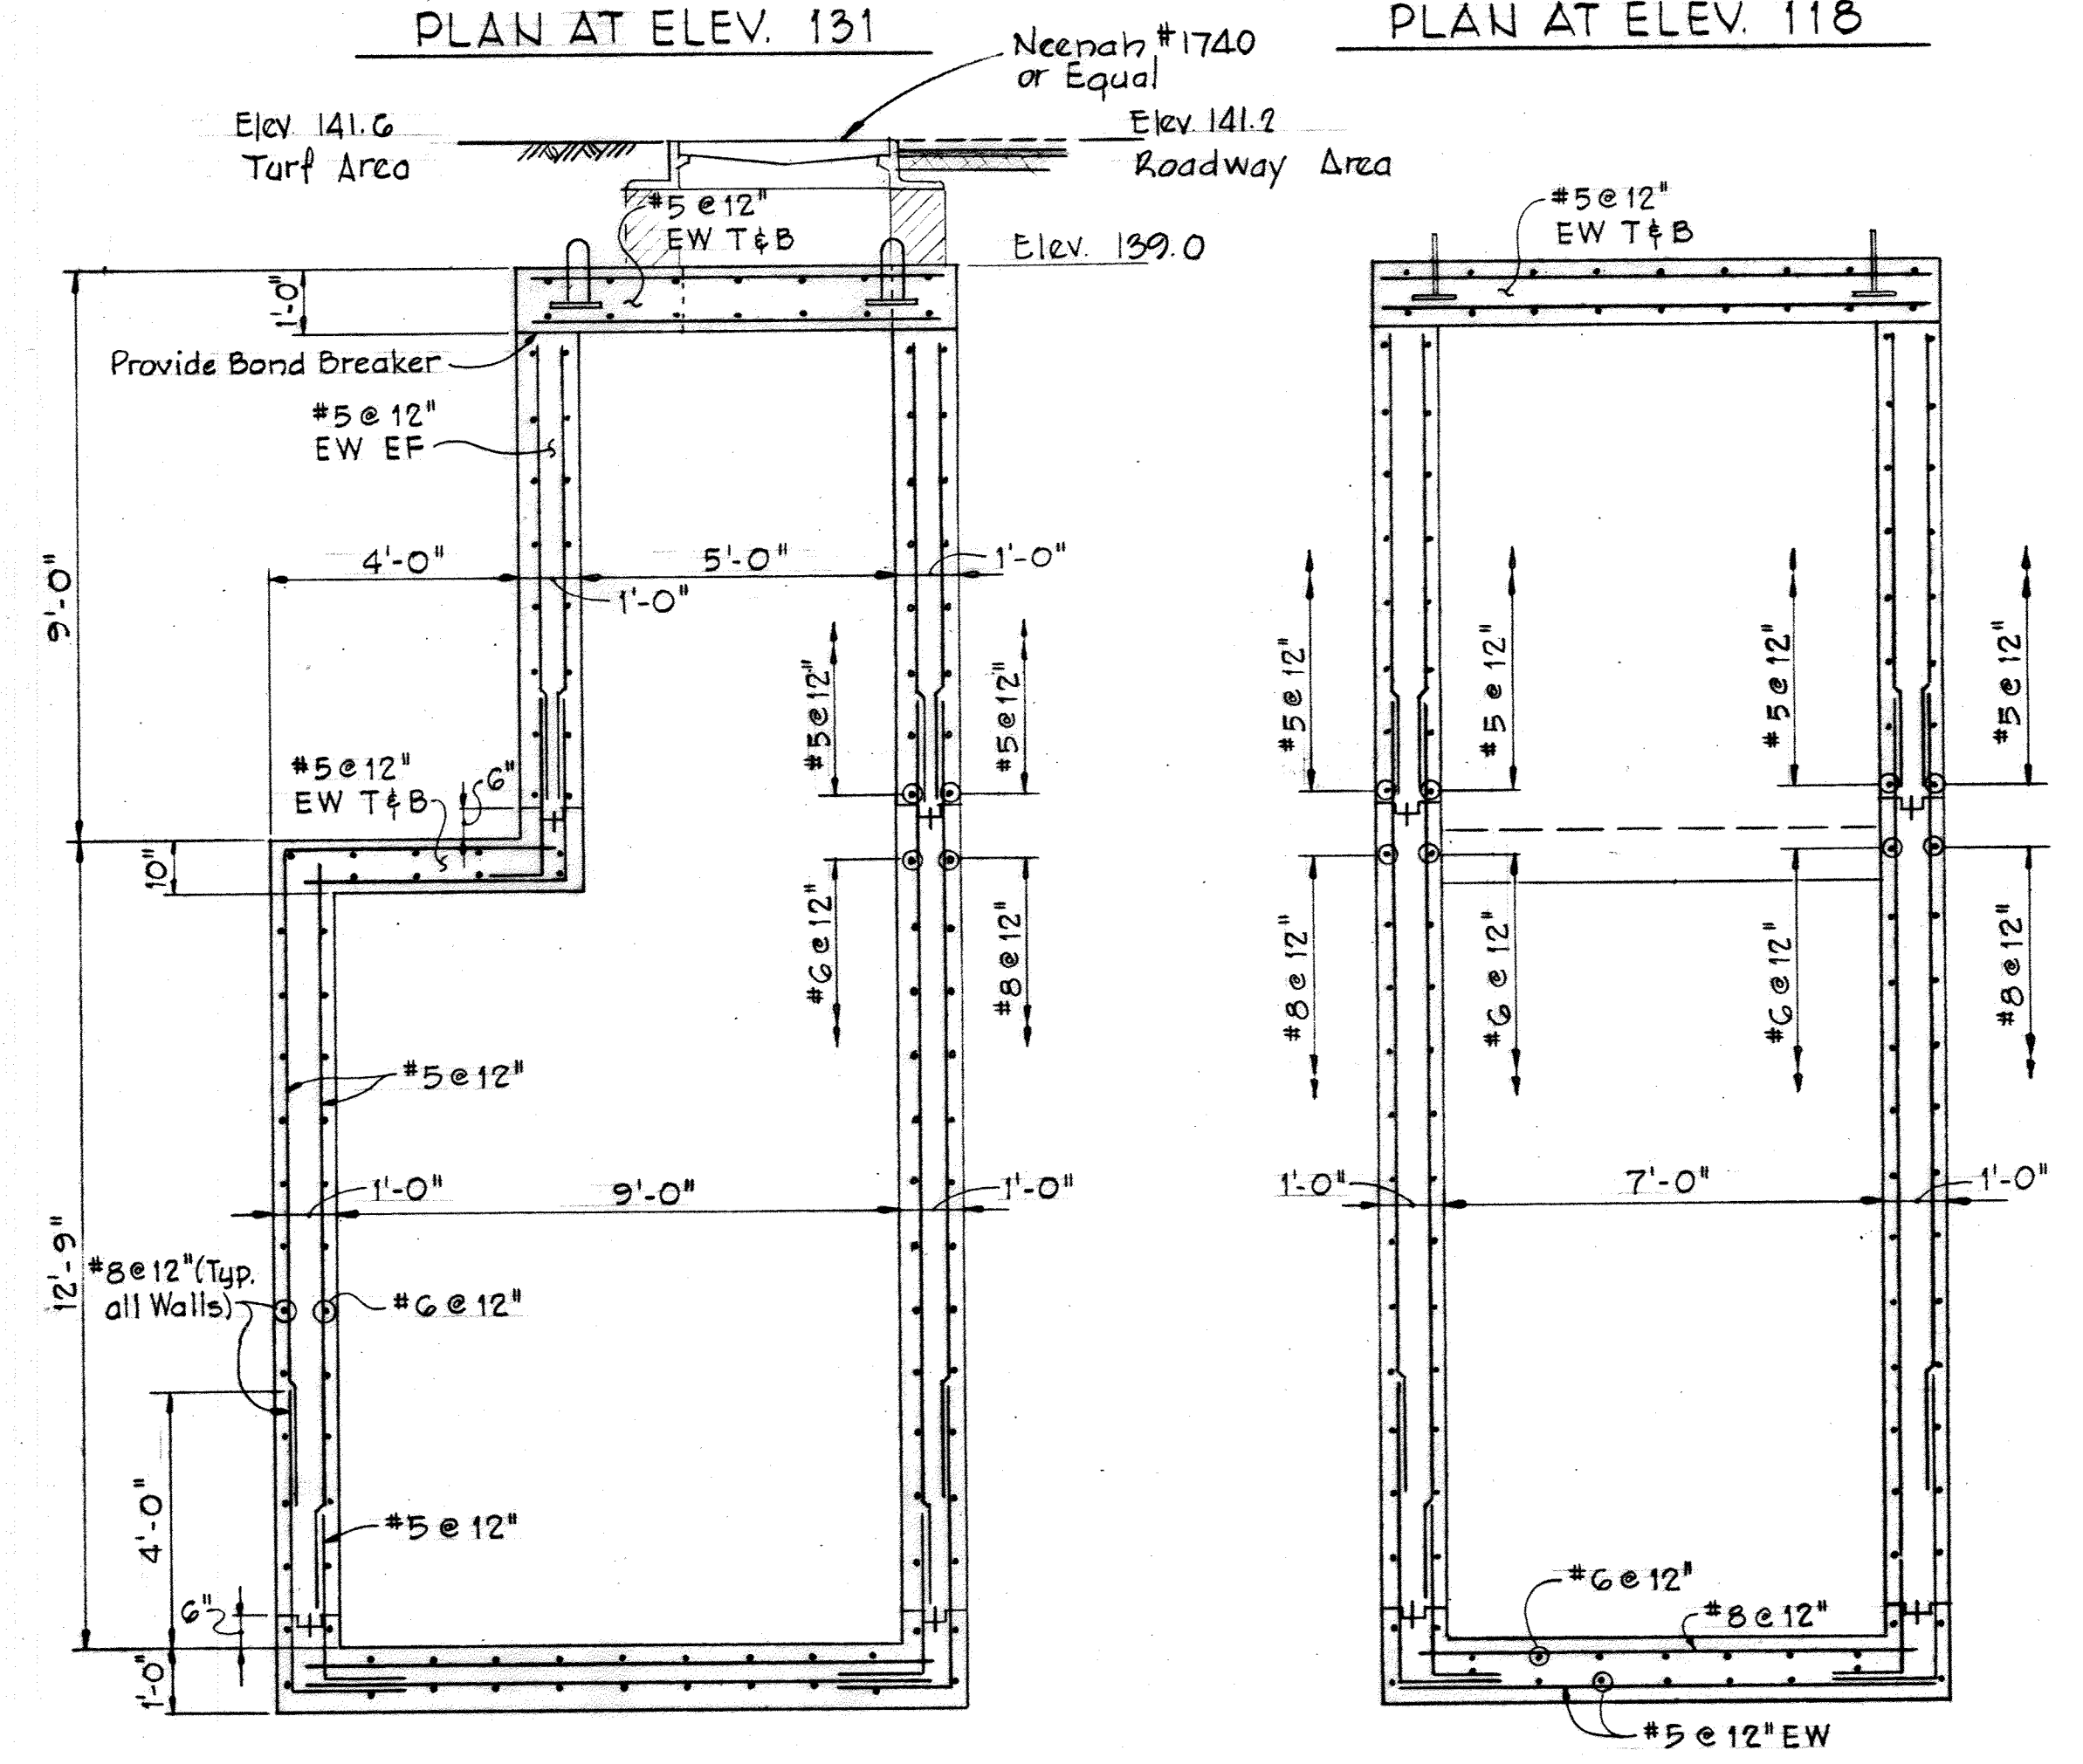 PLAN AT ELEV. 131
PLAN AT ELEV. 118
Neenah #1740
or Equal
Elev. 141.6
Turf Area
Elev. 141.2
Roadway Area
#5 @ 12"
EW T & B
Elev. 139.0
#5 @ 12"
EW T & B
1'-0"
Provide Bond Breaker
#5 @ 12"
EW EF
9'-0"
4'-0"
5'-0"
1'-0"
1'-0"
#5 @ 12"
#5 @ 12"
#5 @ 12"
#5 @ 12"
#5 @ 12"
#5 @ 12"
#5 @ 12"
EW T & B
6"
10"
#6 @ 12"
#8 @ 12"
#8 @ 12"
#6 @ 12"
#6 @ 12"
#8 @ 12"
#5 @ 12"
1'-0"
9'-0"
1'-0"
1'-0"
7'-0"
1'-0"
12'-9"
#8 @ 12" (Typ.
all Walls)
#6 @ 12"
4'-0"
#5 @ 12"
6"
1'-0"
#6 @ 12"
#8 @ 12"
#5 @ 12" EW